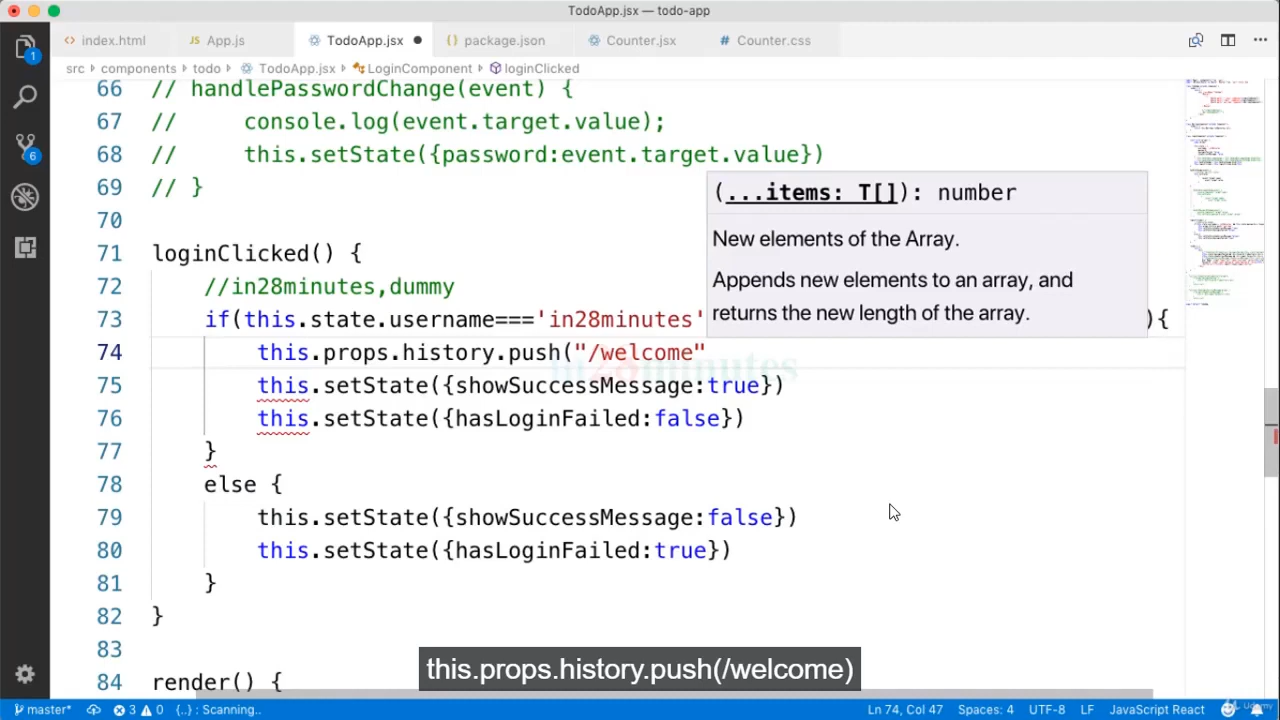 TodoApp.jsx — todo-app
index.html App.js TodoApp.jsx package.json Counter.jsx Counter.css
src components todo TodoApp.jsx LoginComponent loginClicked
66 // handlePasswordChange(event) {
67 // console.log(event.target.value);
68 // this.setState({password:event.target.value})
69 // }
70
(...items: T[]): number
New elements of the Array.
Appends new elements to an array, and
returns the new length of the array.
71 loginClicked() {
72 //in28minutes,dummy
73 if(this.state.username==='in28minutes' ){
74 this.props.history.push("/welcome"
in28minutes
75 this.setState({showSuccessMessage:true})
76 this.setState({hasLoginFailed:false})
77 }
78 else {
79 this.setState({showSuccessMessage:false})
80 this.setState({hasLoginFailed:true})
81 }
82 }
83
84 render() {
this.props.history.push(/welcome)
1
6
master* 3 0 {..} : Scanning.. Ln 74, Col 47 Spaces: 4 UTF-8 LF JavaScript React
Udemy